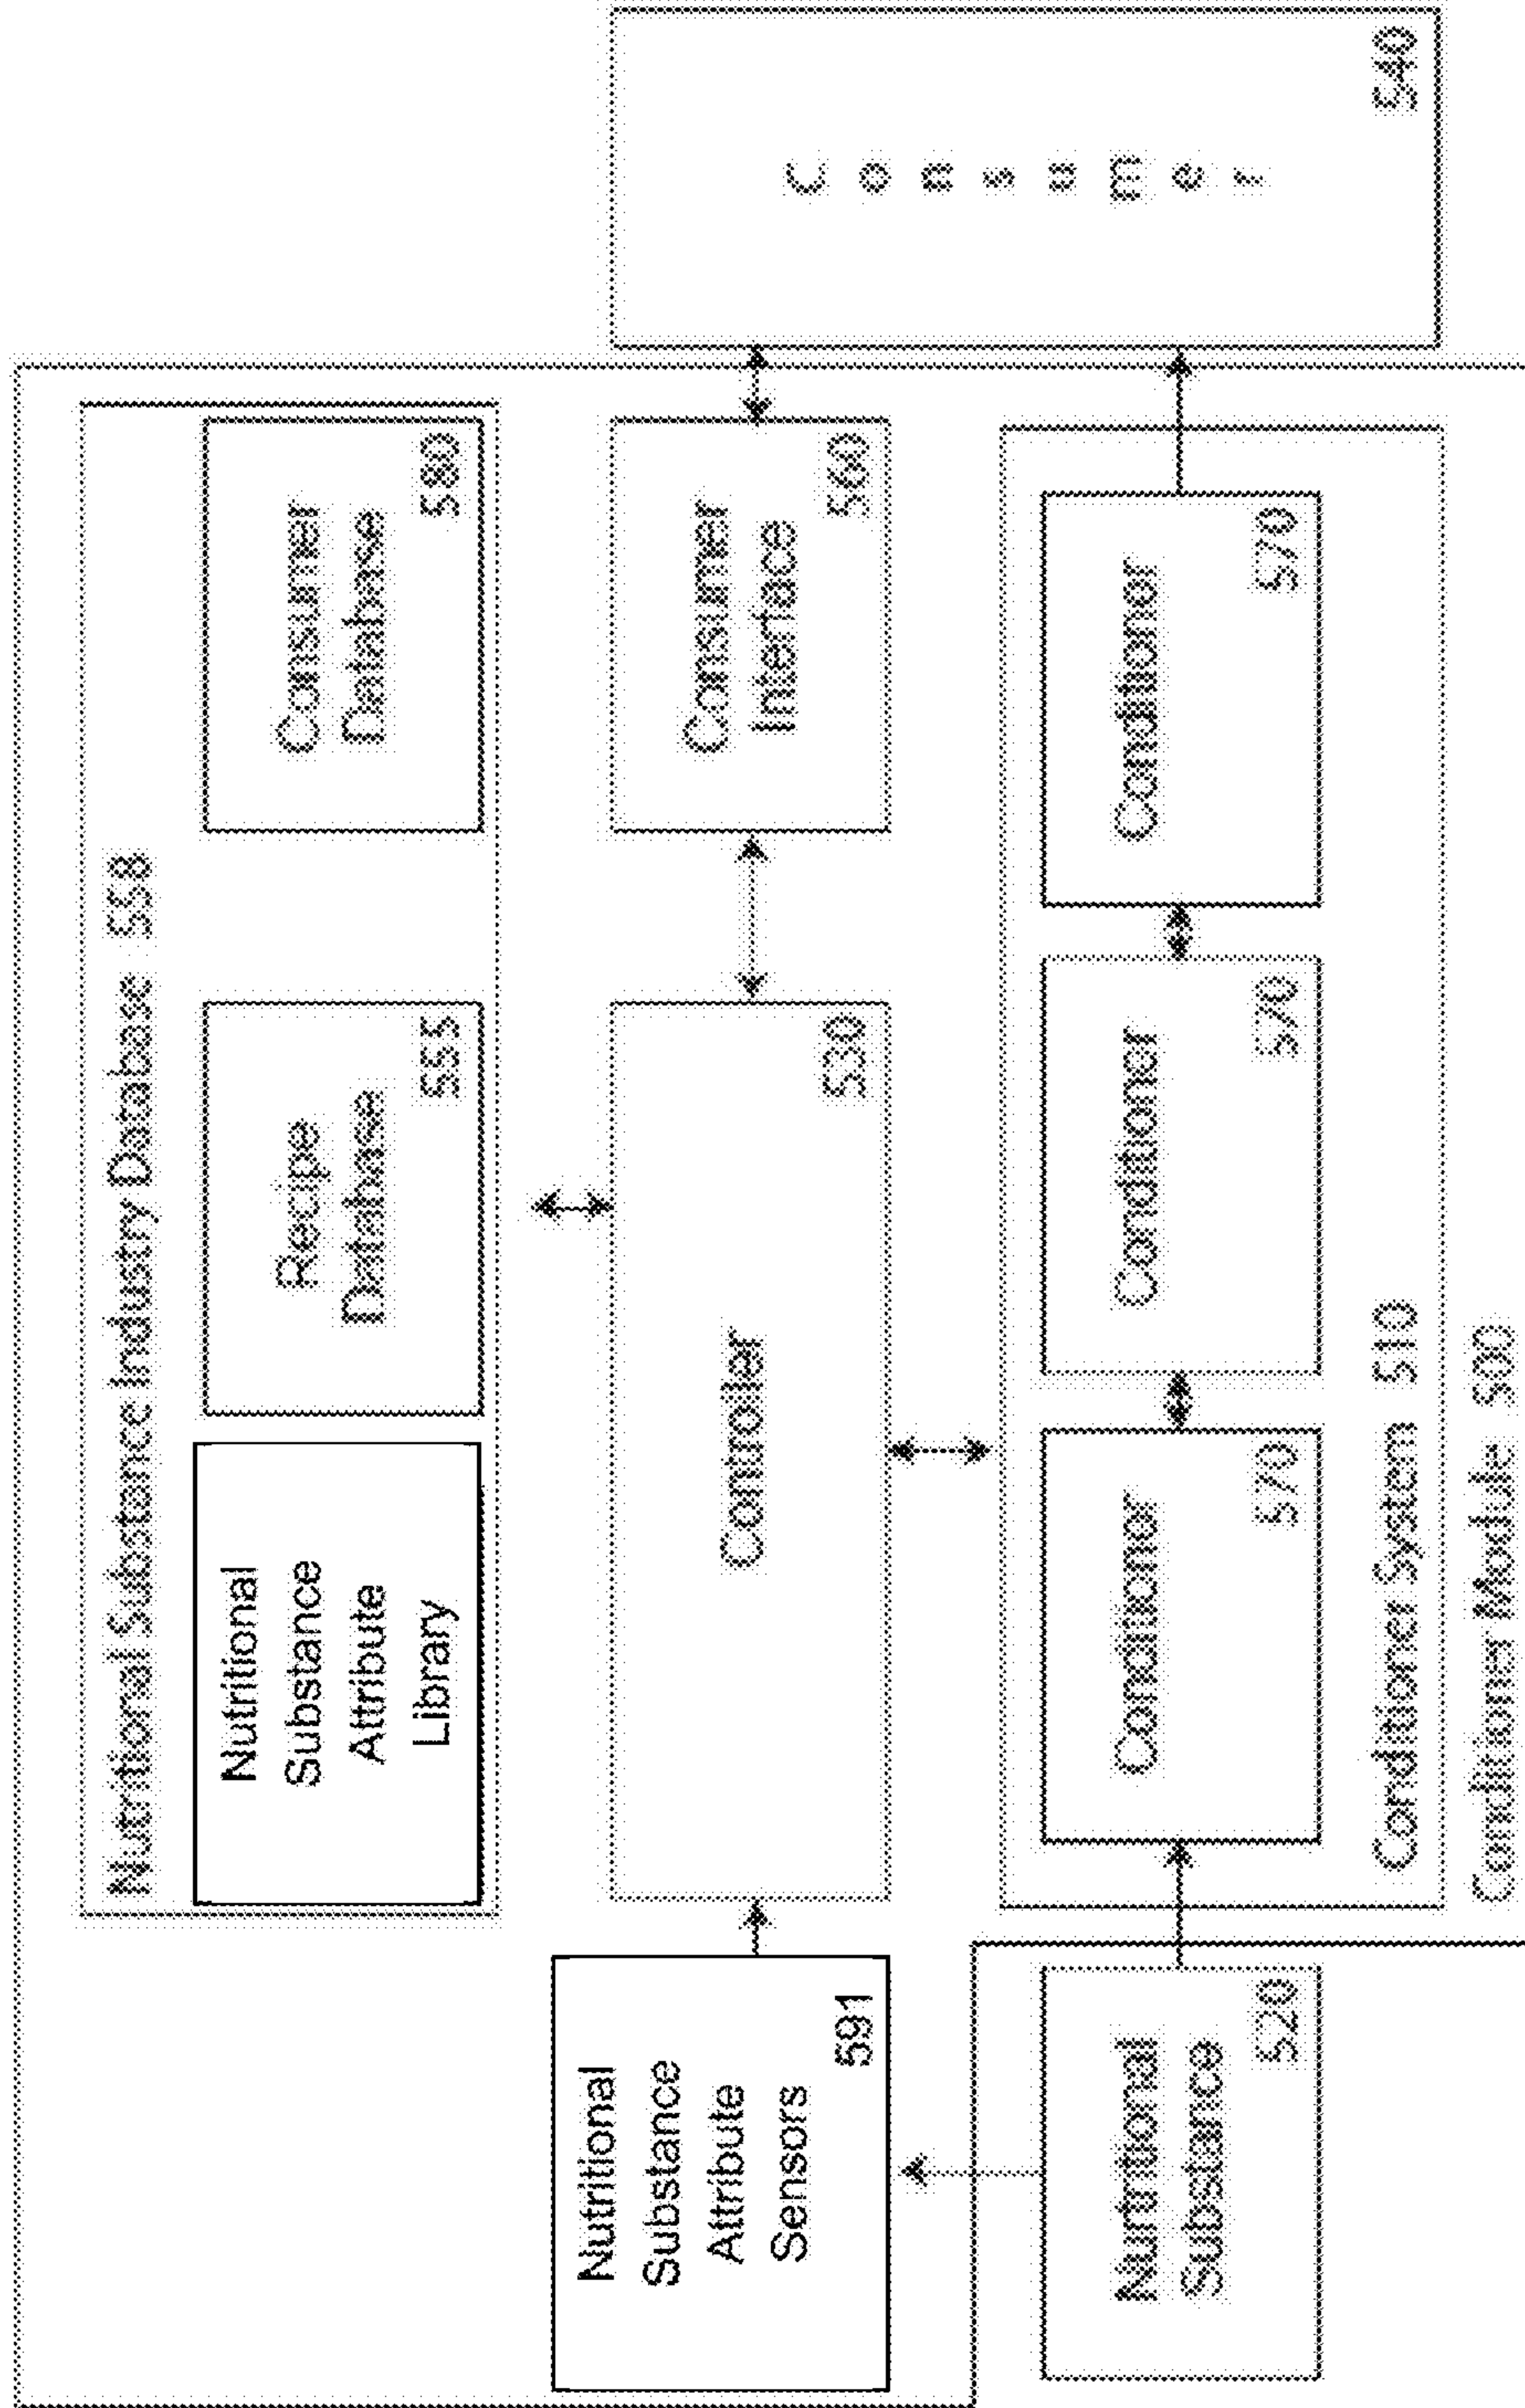 Nutritional Substance Industry Database 558
Nutritional
Substance
Attribute
Library
Recipe
Database
555
Consumer
Database
580
Nutritional
Substance
Attribute
Sensors
591
Controller
530
Consumer
Interface
560
Consumer
540
Nutritional
Substance
520
Conditioner
570
Conditioner
570
Conditioner
570
Conditioner System 510
Conditioner Module 500